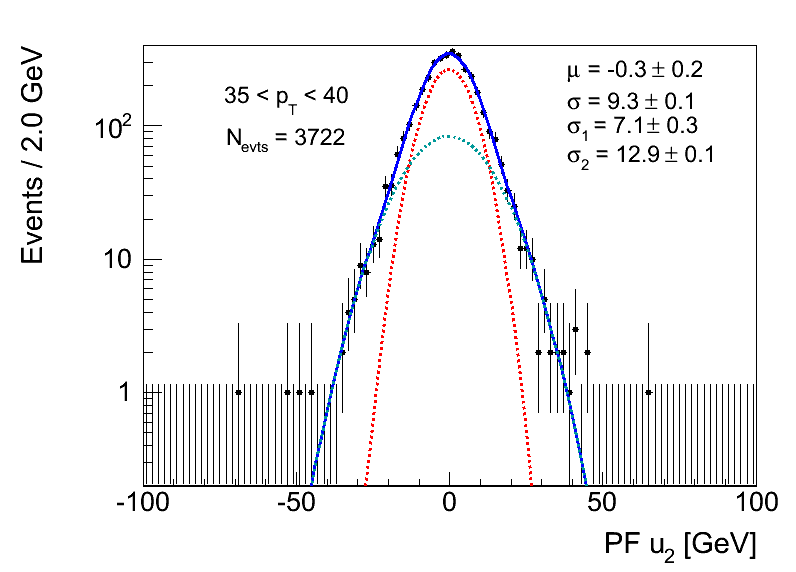 Events / 2.0 GeV
35 < p_T < 40
N_evts = 3722
μ = -0.3 ± 0.2
σ = 9.3 ± 0.1
σ_1 = 7.1 ± 0.3
σ_2 = 12.9 ± 0.1
10^2
10
1
-100 -50 0 50 100
PF u_2 [GeV]